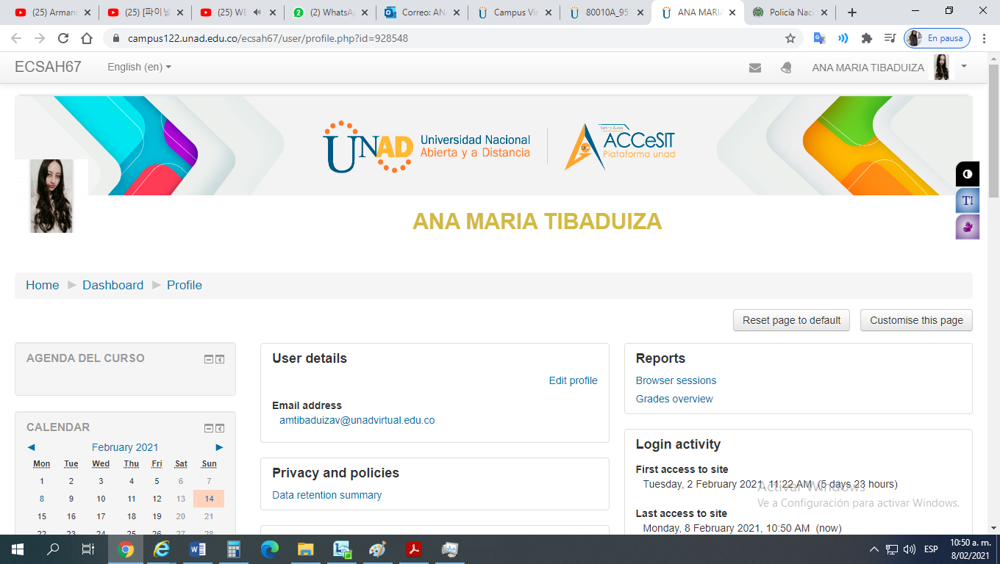 (25) Armand
(25) [파이널
(25) WE
(2) WhatsA
Correo: AN
Campus Vir
80010A_95
ANA MARI
Policía Naci
campus122.unad.edu.co/ecsah67/user/profile.php?id=928548
En pausa
ECSAH67
English (en)
ANA MARIA TIBADUIZA
UNAD
Universidad Nacional
Abierta y a Distancia
ACCeSIT
Plataforma unad
ANA MARIA TIBADUIZA
Home
Dashboard
Profile
Reset page to default
Customise this page
AGENDA DEL CURSO
CALENDAR
February 2021
Mon Tue Wed Thu Fri Sat Sun
1 2 3 4 5 6 7
8 9 10 11 12 13 14
15 16 17 18 19 20 21
22 23 24 25 26 27 28
User details
Edit profile
Email address
amtibaduizav@unadvirtual.edu.co
Privacy and policies
Data retention summary
Reports
Browser sessions
Grades overview
Login activity
First access to site
Tuesday, 2 February 2021, 11:22 AM (5 days 23 hours)
Last access to site
Monday, 8 February 2021, 10:50 AM (now)
Activar Windows
Ve a Configuración para activar Windows.
ESP
10:50 a. m.
8/02/2021